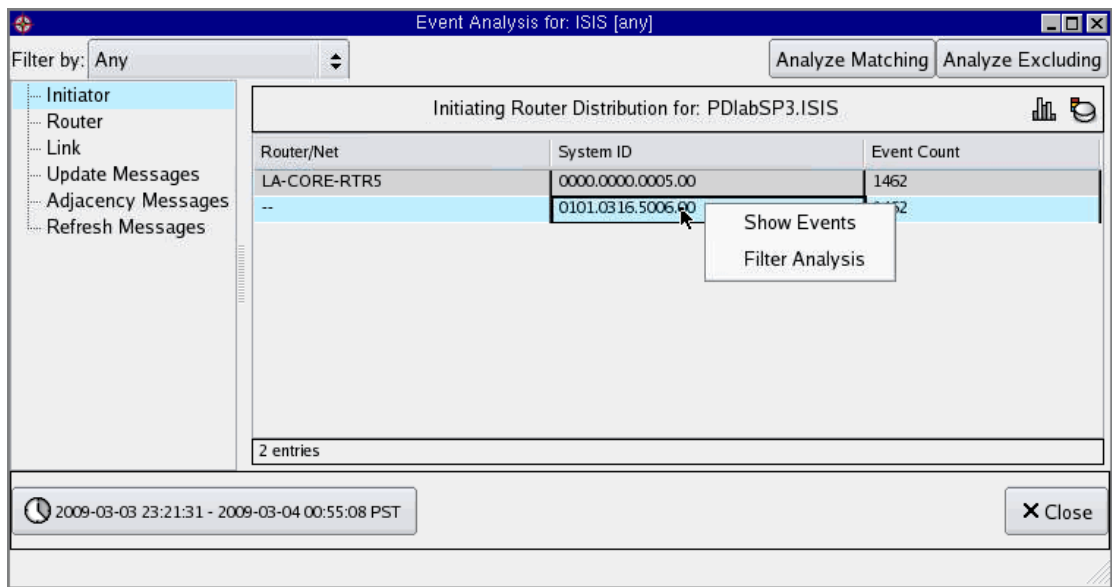 Event Analysis for: ISIS [any]
Filter by: Any
Analyze Matching
Analyze Excluding
Initiator
Router
Link
Update Messages
Adjacency Messages
Refresh Messages
Initiating Router Distribution for: PDlabSP3.ISIS
Router/Net System ID Event Count
LA-CORE-RTR5 0000.0000.0005.00 1462
-- 0101.0316.5006.00
Show Events
Filter Analysis
2 entries
2009-03-03 23:21:31 - 2009-03-04 00:55:08 PST
Close